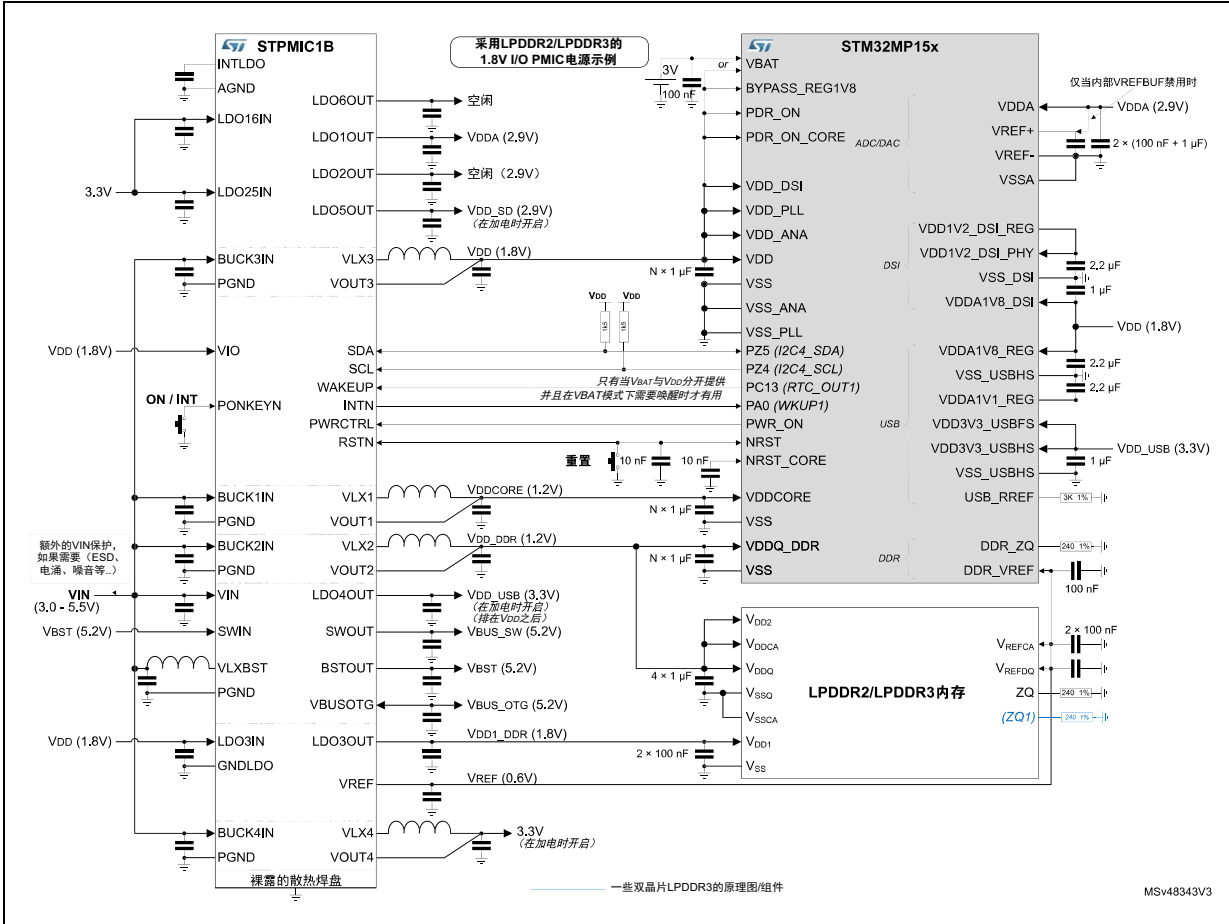 STPMIC1B
采用LPDDR2/LPDDR3的
1.8V I/O PMIC电源示例
STM32MP15x
INTLDO
AGND
LDO16IN
3.3V
LDO25IN
BUCK3IN
PGND
VDD (1.8V)
VIO
ON / INT
PONKEYN
BUCK1IN
PGND
额外的VIN保护,
如果需要(ESD、
电涌、噪音等..)
BUCK2IN
PGND
VIN
(3.0 - 5.5V)
VIN
VBST (5.2V)
SWIN
VLXBST
PGND
VDD (1.8V)
LDO3IN
GNDLDO
BUCK4IN
PGND
裸露的散热焊盘
LDO6OUT
空闲
LDO1OUT
VDDA (2.9V)
LDO2OUT
空闲(2.9V)
LDO5OUT
VDD_SD (2.9V)
(在加电时开启)
VLX3
VDD (1.8V)
VOUT3
SDA
SCL
WAKEUP
INTN
PWRCTRL
RSTN
VDD
VDD
1k5
1k5
只有当VBAT与VDD分开提供
并且在VBAT模式下需要唤醒时才有用
重置
10 nF
10 nF
VLX1
VDDCORE (1.2V)
VOUT1
VLX2
VDD_DDR (1.2V)
VOUT2
LDO4OUT
VDD_USB (3.3V)
(在加电时开启)
(排在VDD之后)
SWOUT
VBUS_SW (5.2V)
BSTOUT
VBST (5.2V)
VBUSOTG
VBUS_OTG (5.2V)
LDO3OUT
VDD1_DDR (1.8V)
VREF
VREF (0.6V)
VLX4
3.3V
(在加电时开启)
VOUT4
3V
100 nF
or
VBAT
BYPASS_REG1V8
PDR_ON
PDR_ON_CORE
VDD_DSI
VDD_PLL
VDD_ANA
VDD
N × 1 µF
VSS
VSS_ANA
VSS_PLL
PZ5 (I2C4_SDA)
PZ4 (I2C4_SCL)
PC13 (RTC_OUT1)
PA0 (WKUP1)
PWR_ON
NRST
NRST_CORE
VDDCORE
N × 1 µF
VSS
VDDQ_DDR
N × 1 µF
VSS
ADC/DAC
DSI
USB
DDR
仅当内部VREFBUF禁用时
VDDA
VDDA (2.9V)
VREF+
2 × (100 nF + 1 µF)
VREF-
VSSA
VDD1V2_DSI_REG
VDD1V2_DSI_PHY
2.2 µF
VSS_DSI
1 µF
VDDA1V8_DSI
VDD (1.8V)
VDDA1V8_REG
2.2 µF
VSS_USBHS
2.2 µF
VDDA1V1_REG
VDD3V3_USBFS
VDD3V3_USBHS
VDD_USB (3.3V)
1 µF
VSS_USBHS
USB_RREF
3K 1%
DDR_ZQ
240 1%
DDR_VREF
100 nF
LPDDR2/LPDDR3内存
VDD2
VDDCA
VDDQ
4 × 1 µF
VSSQ
VSSCA
VDD1
2 × 100 nF
VSS
2 × 100 nF
VREFCA
VREFDQ
ZQ
240 1%
(ZQ1)
240 1%
一些双晶片LPDDR3的原理图/组件
MSv48343V3